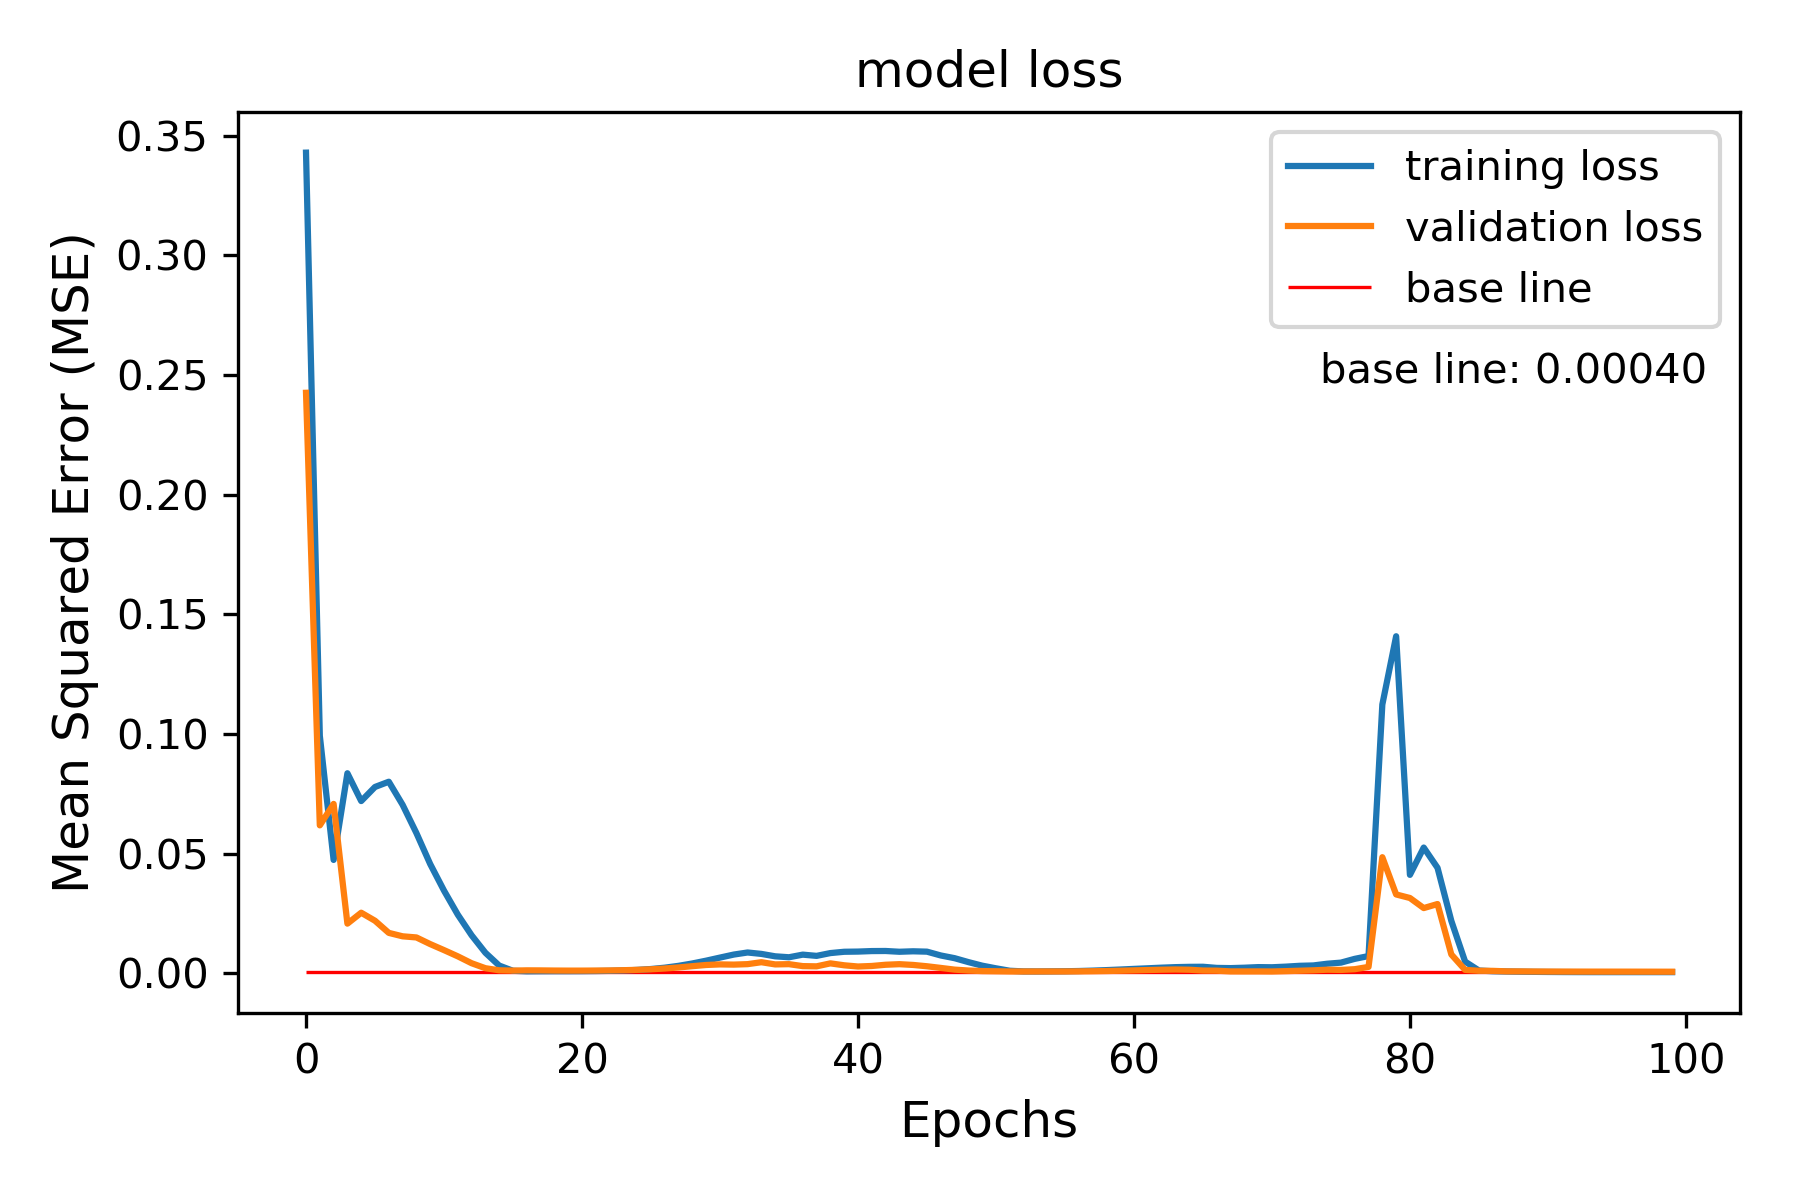 model loss
training loss
validation loss
base line
base line: 0.00040
Mean Squared Error (MSE)
0.35
0.30
0.25
0.20
0.15
0.10
0.05
0.00
0 20 40 60 80 100
Epochs